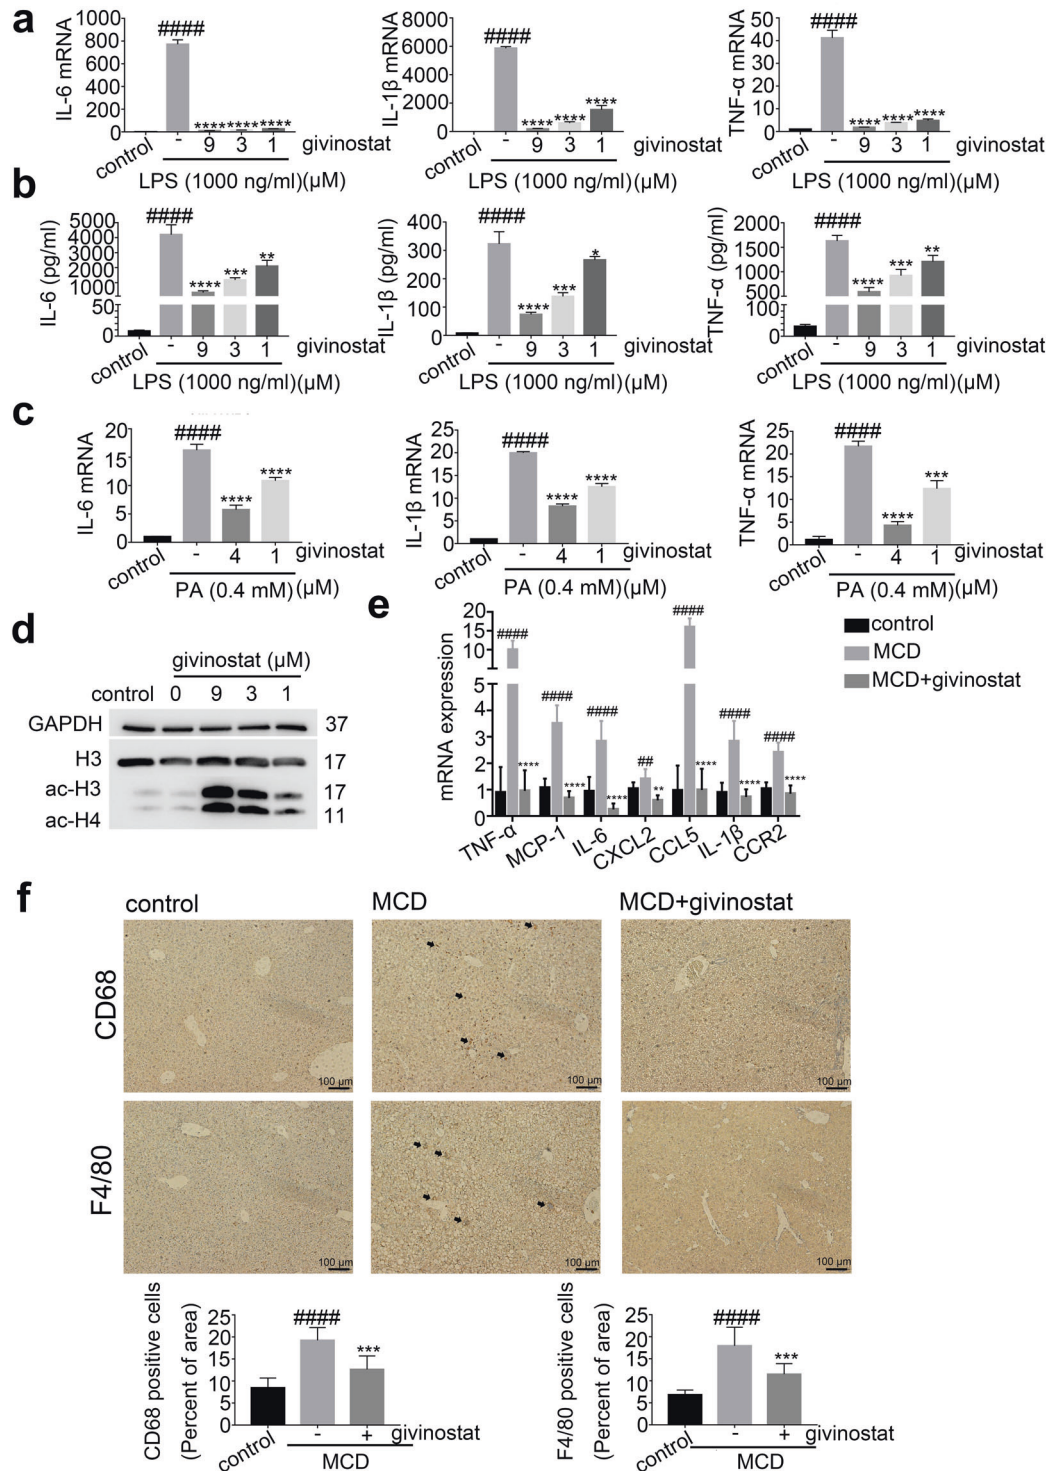 a
IL-6 mRNA
1000
800
600
400
200
0
####
**** **** ****
control - 9 3 1 givinostat
LPS (1000 ng/ml)(μM)
IL-1β mRNA
8000
6000
4000
2000
0
####
**** **** ****
control - 9 3 1 givinostat
LPS (1000 ng/ml)(μM)
TNF-α mRNA
50
40
30
20
10
0
####
**** **** ****
control - 9 3 1 givinostat
LPS (1000 ng/ml)(μM)
b
IL-6 (pg/ml)
5000
4000
3000
2000
1000
50
0
####
**** *** **
control - 9 3 1 givinostat
LPS (1000 ng/ml)(μM)
IL-1β (pg/ml)
400
300
200
100
0
####
**** *** *
control - 9 3 1 givinostat
LPS (1000 ng/ml)(μM)
TNF-α (pg/ml)
2000
1500
1000
500
100
0
####
**** *** **
control - 9 3 1 givinostat
LPS (1000 ng/ml)(μM)
c
IL-6 mRNA
20
15
10
5
0
####
**** ****
control - 4 1 givinostat
PA (0.4 mM)(μM)
IL-1β mRNA
25
20
15
10
5
0
####
**** ****
control - 4 1 givinostat
PA (0.4 mM)(μM)
TNF-α mRNA
25
20
15
10
5
0
####
**** ***
control - 4 1 givinostat
PA (0.4 mM)(μM)
d
givinostat (μM)
control 0 9 3 1
GAPDH 37
H3 17
ac-H3 17
ac-H4 11
e
mRNA expression
20
15
10
5
5
4
3
2
1
0
#### #### #### ## #### #### ####
**** **** **** ** **** **** ****
TNF-α MCP-1 IL-6 CXCL2 CCL5 IL-1β CCR2
control
MCD
MCD+givinostat
f
control MCD MCD+givinostat
CD68
100 μm 100 μm 100 μm
F4/80
100 μm 100 μm 100 μm
CD68 positive cells
(Percent of area)
25
20
15
10
5
0
####
***
control - + givinostat
MCD
F4/80 positive cells
(Percent of area)
25
20
15
10
5
0
####
***
control - + givinostat
MCD